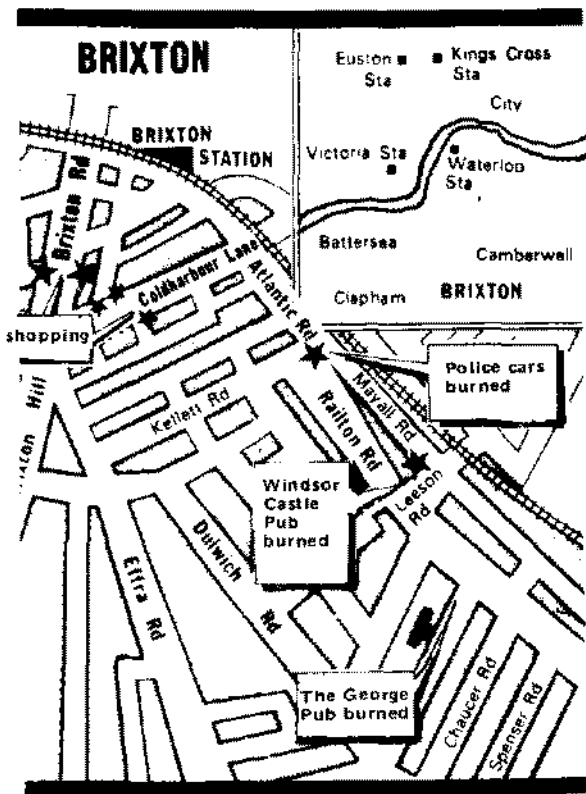 BRIXTON
Euston
Sta
Kings Cross
Sta
City
BRIXTON
STATION
Victoria Sta
Waterloo
Sta
Brixton Rd
Battersea
Camberwell
Coldharbour Lane
Atlantic Rd
Clapham
BRIXTON
shopping
Police cars
burned
Hill
Kellett Rd
Mayall Rd
Railton Rd
Windsor
Castle
Pub
burned
Leeson
Rd
Dulwich Rd
Effra Rd
The George
Pub burned
Chaucer Rd
Spenser Rd